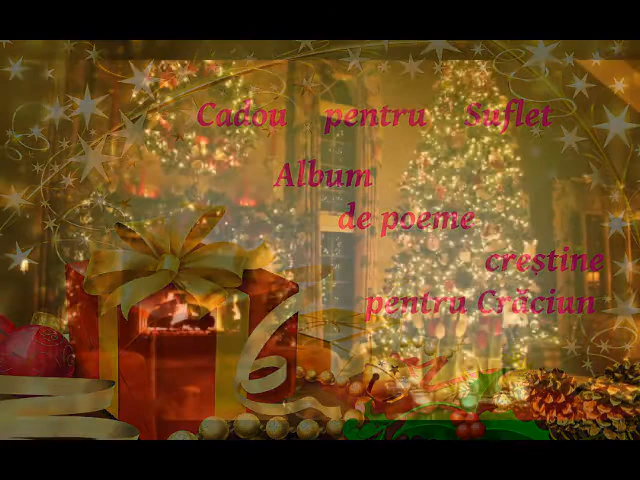 Cadou pentru Suflet
Album
de poeme
creștine
pentru Crăciun